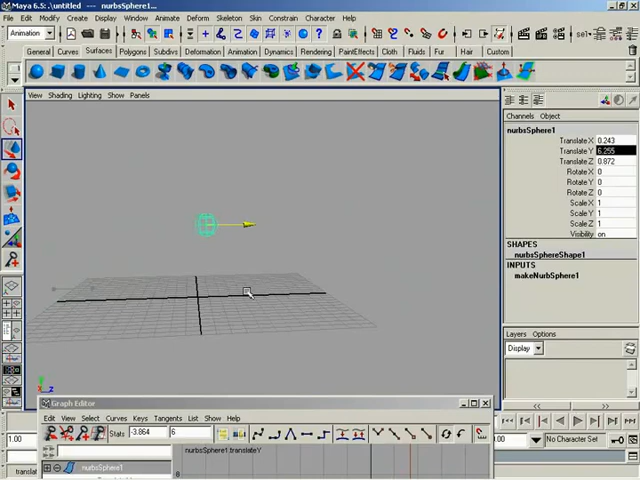 Maya 6.5: .\untitled --- nurbsSphere1...
File Edit Modify Create Display Window Animate Deform Skeleton Skin Constrain Character
Animation sel
General Curves Surfaces Polygons Subdivs Deformation Animation Dynamics Rendering PaintEffects Cloth Fluids Fur Hair Custom
View Shading Lighting Show Panels
Channels Object
nurbsSphere1
Translate X 0.243
Translate Y 6.255
Translate Z 0.872
Rotate X 0
Rotate Y 0
Rotate Z 0
Scale X 1
Scale Y 1
Scale Z 1
Visibility on
SHAPES
nurbsSphereShape1
INPUTS
makeNurbSphere1
Layers Options
Display
Y
X Z
Graph Editor
Edit View Select Curves Keys Tangents List Show Help
Stats -3.864 6
nurbsSphere1.translateY
nurbsSphere1
8
1.00
No Character Set
translat